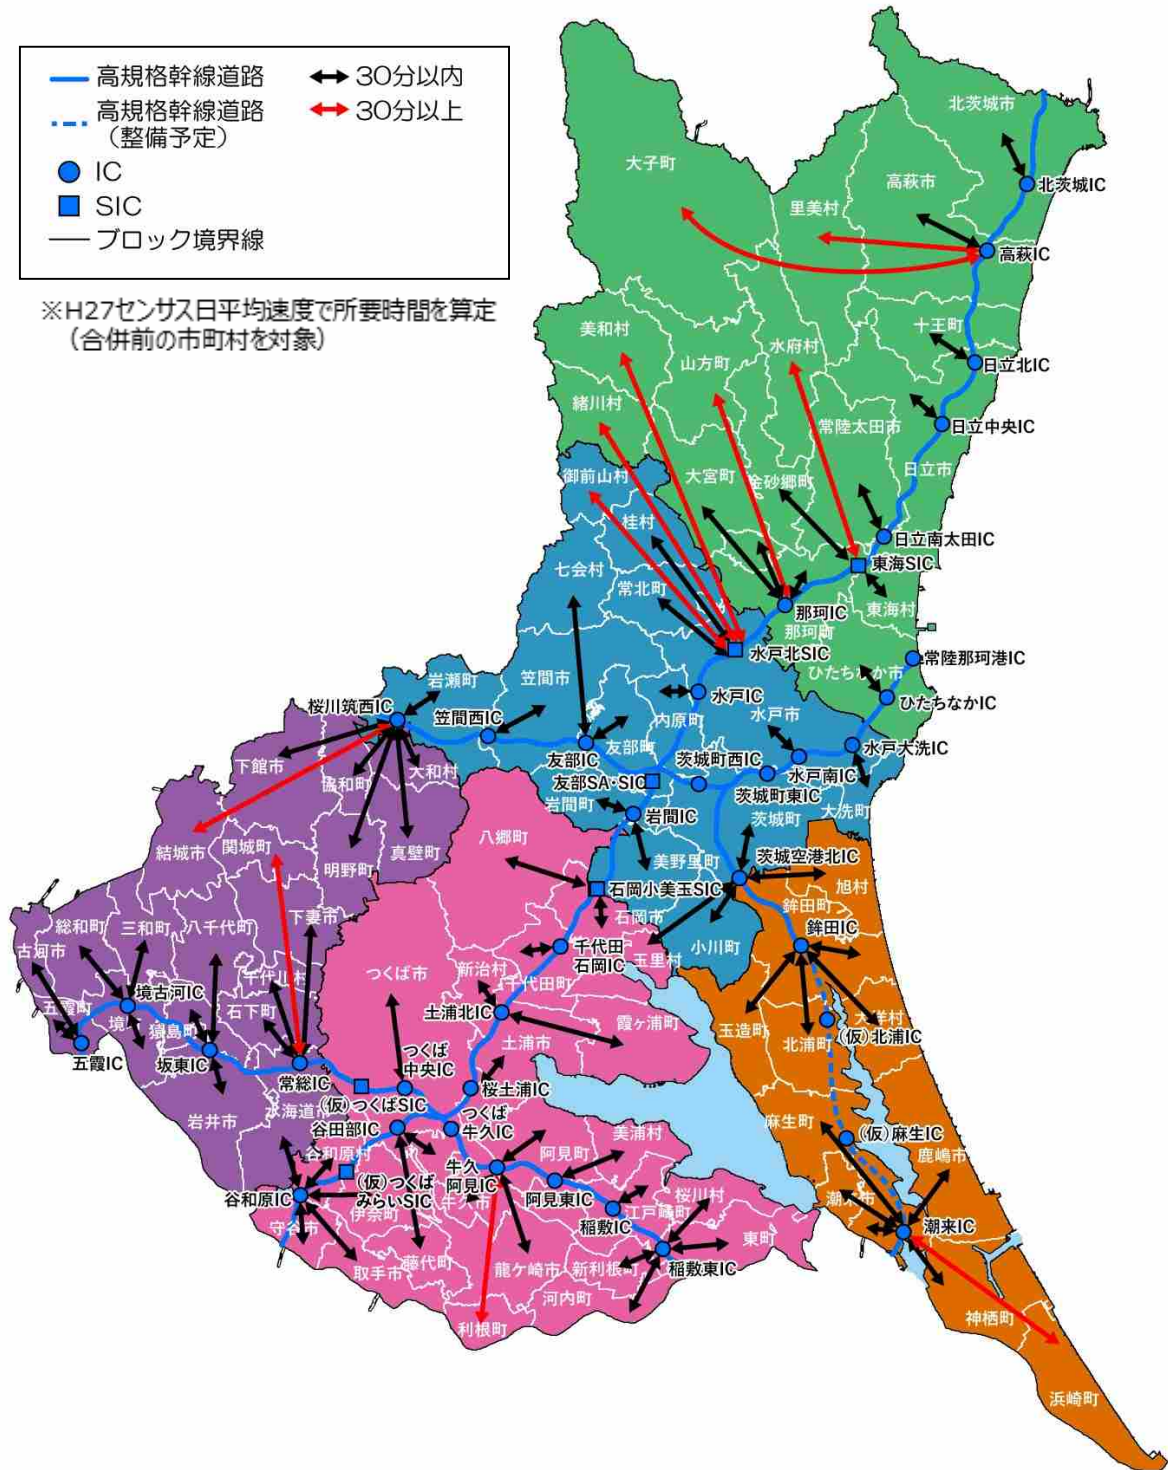 高規格幹線道路
30分以内
高規格幹線道路
(整備予定)
30分以上
IC
SIC
ブロック境界線
※H27センサス日平均速度で所要時間を算定
(合併前の市町村を対象)
北茨城市
大子町
高萩市
北茨城IC
里美村
高萩IC
美和村
水府村
十王町
山方町
日立北IC
緒川村
常陸太田市
日立中央IC
御前山村
大宮町
金砂郷町
日立市
桂村
日立南太田IC
七会村
東海SIC
常北町
那珂IC
東海村
那珂町
水戸北SIC
常陸那珂港IC
岩瀬町
笠間市
ひたちなか市
水戸IC
ひたちなか IC
桜川筑西IC
笠間西IC
内原町
水戸市
友部町
水戸大洗IC
友部IC
茨城町西IC
下館市
大和村
水戸南IC
協和町
友部SA・SIC
茨城町東IC
岩間町
岩間IC
茨城町
大洗町
八郷町
結城市
関城町
真壁町
明野町
美野里町
茨城空港北IC
石岡小美玉SIC
旭村
鉾田町
石岡市
下妻市
総和町
三和町
八千代町
鉾田IC
小川町
古河市
千代田
石岡IC
玉里村
つくば市
新治村
千代川村
千代田町
境古河IC
五霞町
石下町
土浦北IC
霞ヶ浦町
大洋村
境町
猿島町
玉造町
(仮)北浦IC
北浦町
五霞IC
坂東IC
常総IC
つくば
中央IC
土浦市
桜土浦IC
(仮)つくばSIC
水海道市
岩井市
谷田部IC
つくば
牛久IC
麻生町
(仮)麻生IC
美浦村
谷和原村
阿見町
牛久
阿見IC
鹿嶋市
(仮)つくば
みらいSIC
谷和原IC
牛久市
阿見東IC
桜川村
潮来市
伊奈町
江戸崎町
稲敷IC
潮来IC
守谷市
東町
藤代町
取手市
龍ケ崎市
新利根町
稲敷東IC
河内町
利根町
神栖町
浜崎町